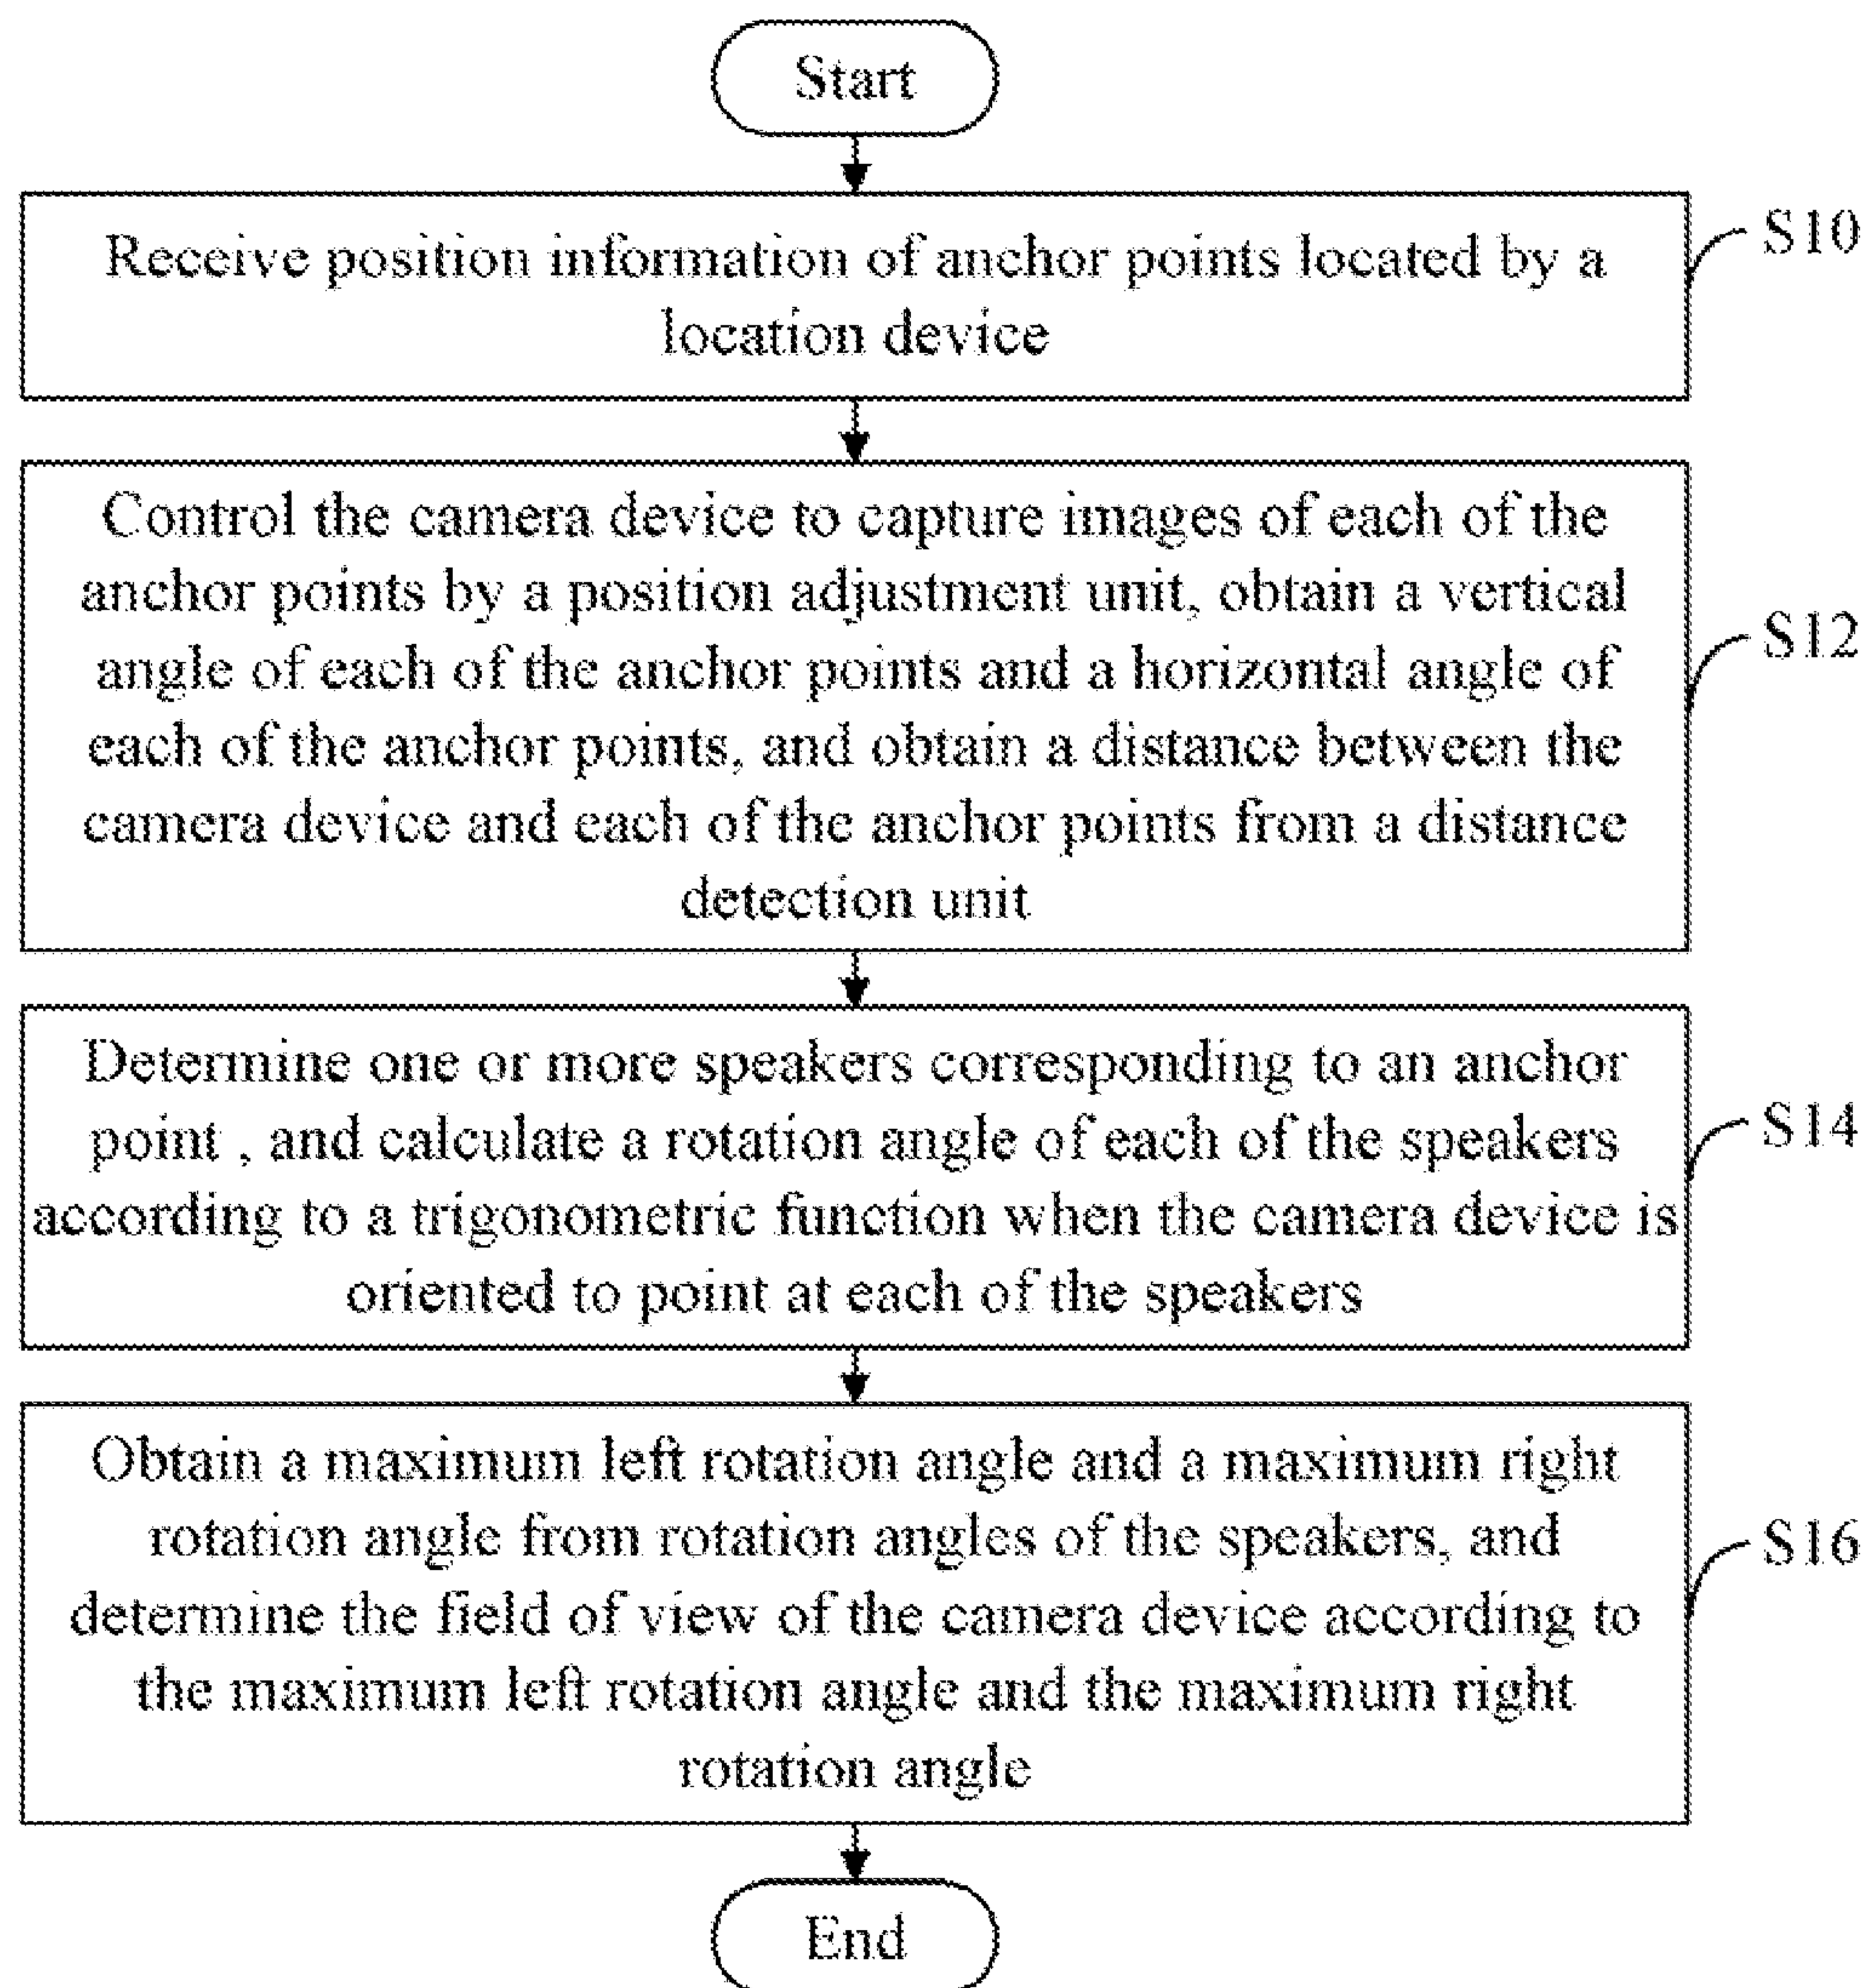 Start
Receive position information of anchor points located by a
location device
S10
Control the camera device to capture images of each of the
anchor points by a position adjustment unit, obtain a vertical
angle of each of the anchor points and a horizontal angle of
each of the anchor points, and obtain a distance between the
camera device and each of the anchor points from a distance
detection unit
S12
Determine one or more speakers corresponding to an anchor
point , and calculate a rotation angle of each of the speakers
according to a trigonometric function when the camera device is
oriented to point at each of the speakers
S14
Obtain a maximum left rotation angle and a maximum right
rotation angle from rotation angles of the speakers, and
determine the field of view of the camera device according to
the maximum left rotation angle and the maximum right
rotation angle
S16
End